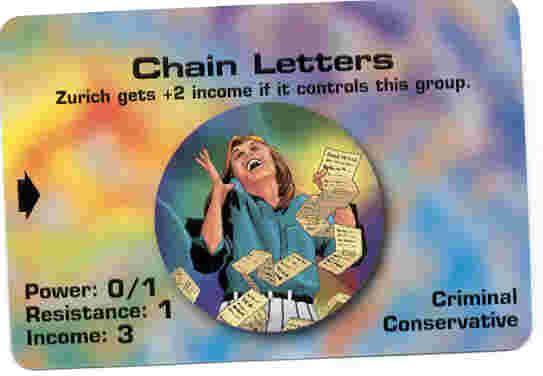 Chain Letters
Zurich gets +2 income if it controls this group.
Power: 0/1
Resistance: 1
Income: 3
Criminal
Conservative